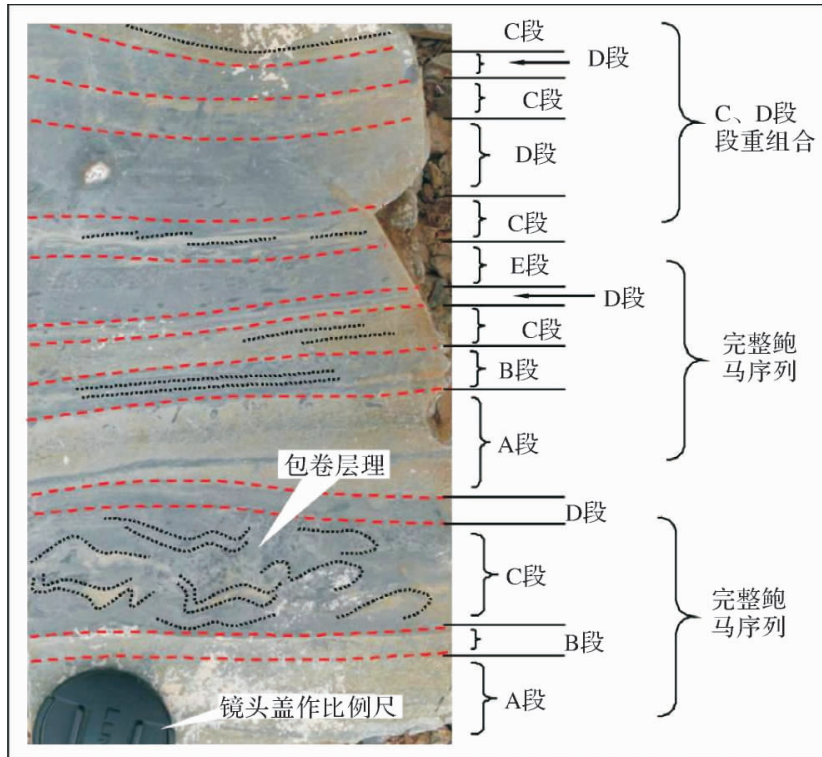 C段
D段
C段
D段
C、D段
段重组合
C段
E段
D段
C段
B段
完整鲍
马序列
A段
包卷层理
D段
C段
完整鲍
马序列
B段
镜头盖作比例尺
A段